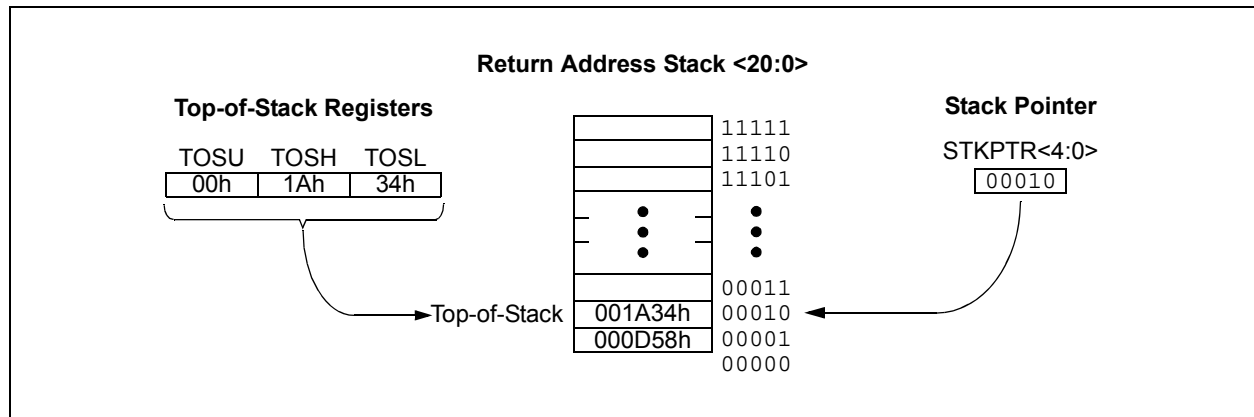 Return Address Stack <20:0>
Top-of-Stack Registers
Stack Pointer
TOSU TOSH TOSL
STKPTR<4:0>
00h 1Ah 34h
00010
11111
11110
11101
00011
Top-of-Stack 001A34h 00010
000D58h 00001
00000